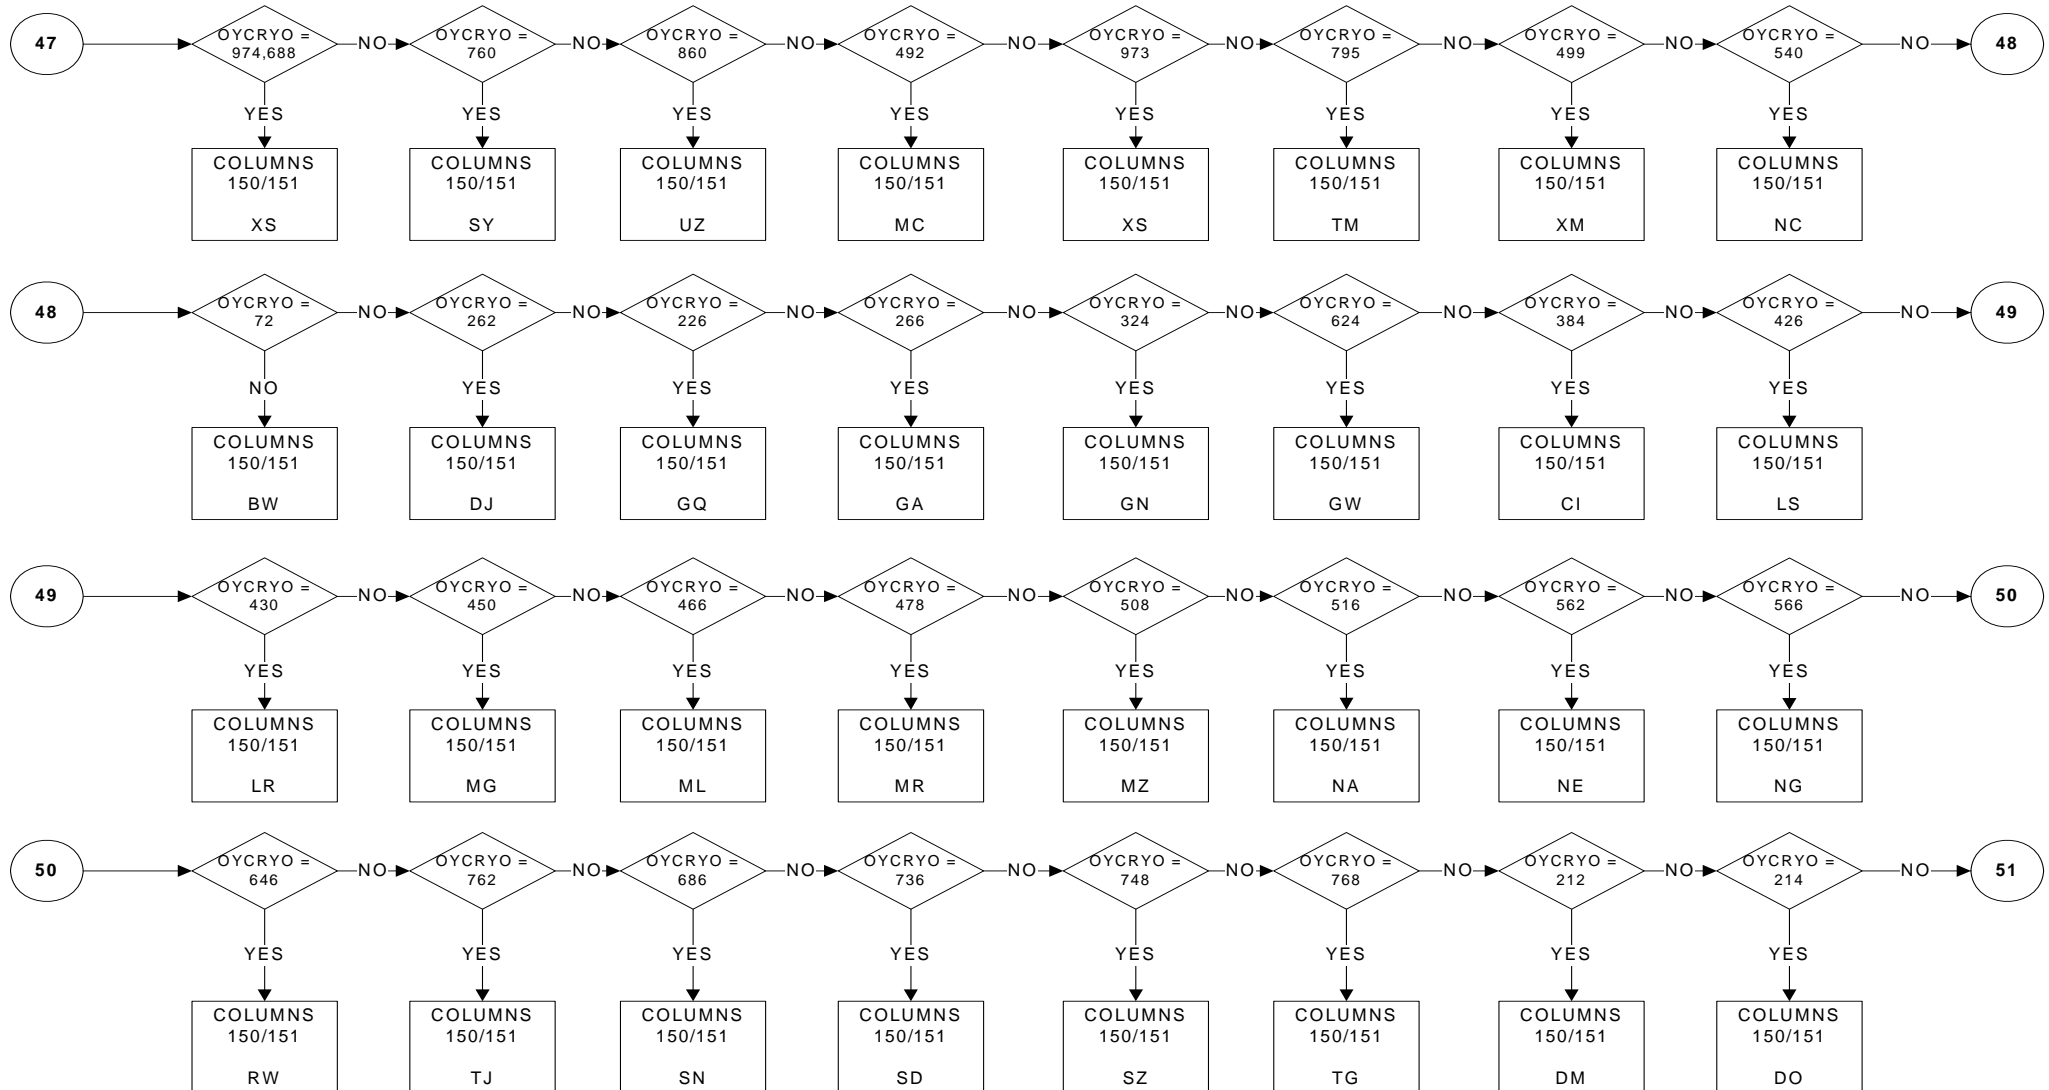 47
OYCRYO =
974,688
NO
OYCRYO =
760
NO
OYCRYO =
860
NO
OYCRYO =
492
NO
OYCRYO =
973
NO
OYCRYO =
795
NO
OYCRYO =
499
NO
OYCRYO =
540
NO
48
YES
YES
YES
YES
YES
YES
YES
YES
COLUMNS
150/151
XS
COLUMNS
150/151
SY
COLUMNS
150/151
UZ
COLUMNS
150/151
MC
COLUMNS
150/151
XS
COLUMNS
150/151
TM
COLUMNS
150/151
XM
COLUMNS
150/151
NC
48
OYCRYO =
72
NO
OYCRYO =
262
NO
OYCRYO =
226
NO
OYCRYO =
266
NO
OYCRYO =
324
NO
OYCRYO =
624
NO
OYCRYO =
384
NO
OYCRYO =
426
NO
49
NO
YES
YES
YES
YES
YES
YES
YES
COLUMNS
150/151
BW
COLUMNS
150/151
DJ
COLUMNS
150/151
GQ
COLUMNS
150/151
GA
COLUMNS
150/151
GN
COLUMNS
150/151
GW
COLUMNS
150/151
CI
COLUMNS
150/151
LS
49
OYCRYO =
430
NO
OYCRYO =
450
NO
OYCRYO =
466
NO
OYCRYO =
478
NO
OYCRYO =
508
NO
OYCRYO =
516
NO
OYCRYO =
562
NO
OYCRYO =
566
NO
50
YES
YES
YES
YES
YES
YES
YES
YES
COLUMNS
150/151
LR
COLUMNS
150/151
MG
COLUMNS
150/151
ML
COLUMNS
150/151
MR
COLUMNS
150/151
MZ
COLUMNS
150/151
NA
COLUMNS
150/151
NE
COLUMNS
150/151
NG
50
OYCRYO =
646
NO
OYCRYO =
762
NO
OYCRYO =
686
NO
OYCRYO =
736
NO
OYCRYO =
748
NO
OYCRYO =
768
NO
OYCRYO =
212
NO
OYCRYO =
214
NO
51
YES
YES
YES
YES
YES
YES
YES
YES
COLUMNS
150/151
RW
COLUMNS
150/151
TJ
COLUMNS
150/151
SN
COLUMNS
150/151
SD
COLUMNS
150/151
SZ
COLUMNS
150/151
TG
COLUMNS
150/151
DM
COLUMNS
150/151
DO